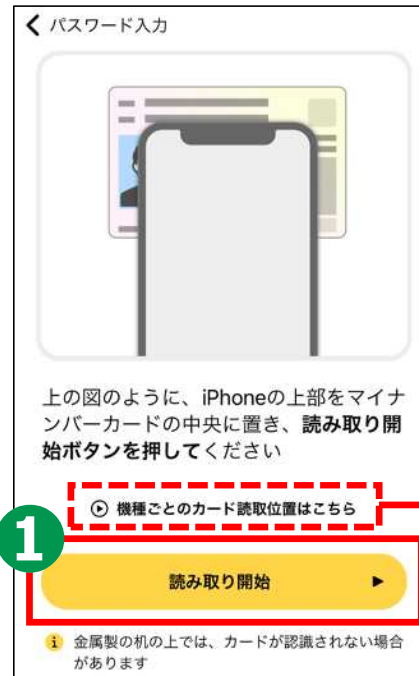 パスワード入力
上の図のように、iPhoneの上部をマイナ
ンバーカードの中央に置き、読み取り開
始ボタンを押してください
機種ごとのカード読取位置はこちら
1
読み取り開始
i 金属製の机の上では、カードが認識されない場合
があります